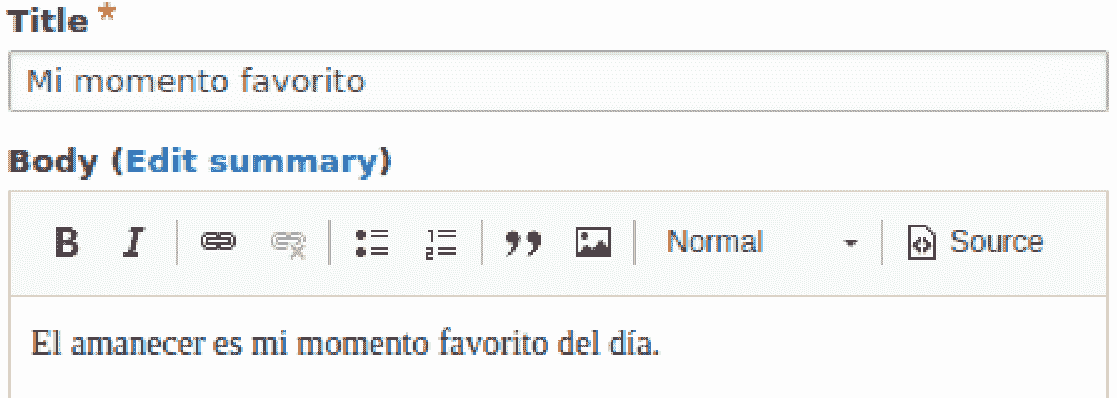 Title *
Mi momento favorito
Body (Edit summary)
B I Normal Source
El amanecer es mi momento favorito del día.